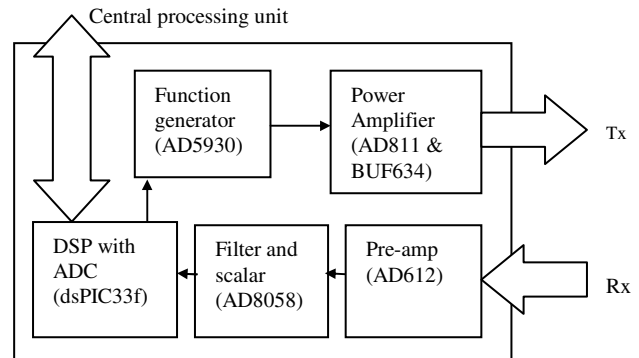 Central processing unit
Function
generator
(AD5930)
Power
Amplifier
(AD811 &
BUF634)
Tx
DSP with
ADC
(dsPIC33f)
Filter and
scalar
(AD8058)
Pre-amp
(AD612)
Rx